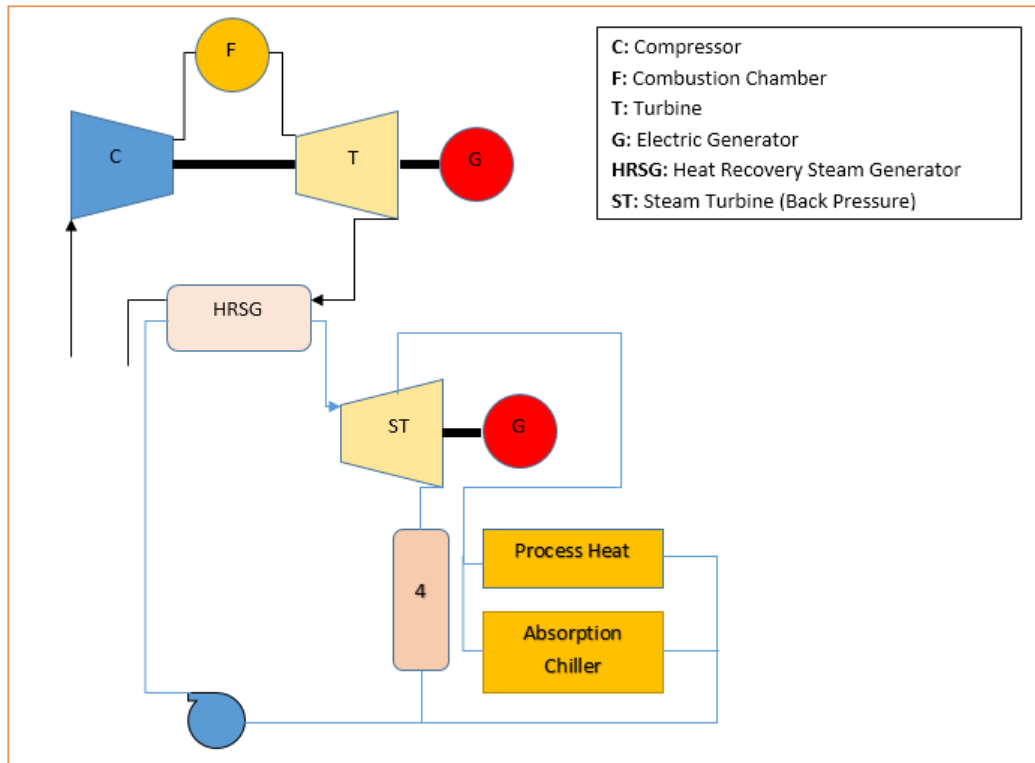 F
C: Compressor
F: Combustion Chamber
T: Turbine
G: Electric Generator
HRSG: Heat Recovery Steam Generator
ST: Steam Turbine (Back Pressure)
C
T
G
HRSG
ST
G
Process Heat
4
Absorption
Chiller